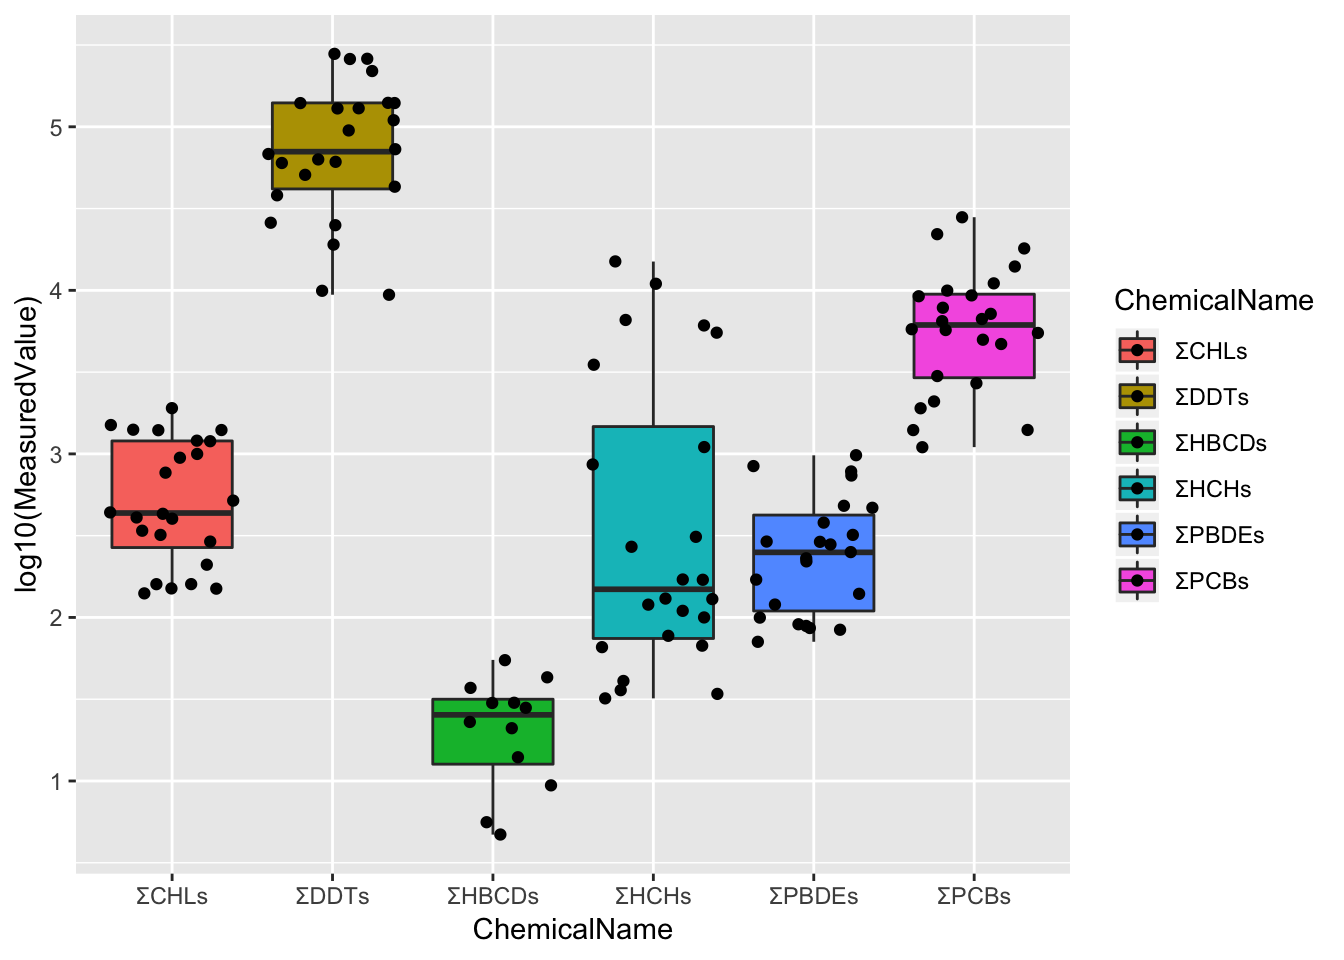 log10(MeasuredValue)
5
4
3
2
1
ΣCHLs ΣDDTs ΣHBCDs ΣHCHs ΣPBDEs ΣPCBs
ChemicalName
ChemicalName
ΣCHLs
ΣDDTs
ΣHBCDs
ΣHCHs
ΣPBDEs
ΣPCBs